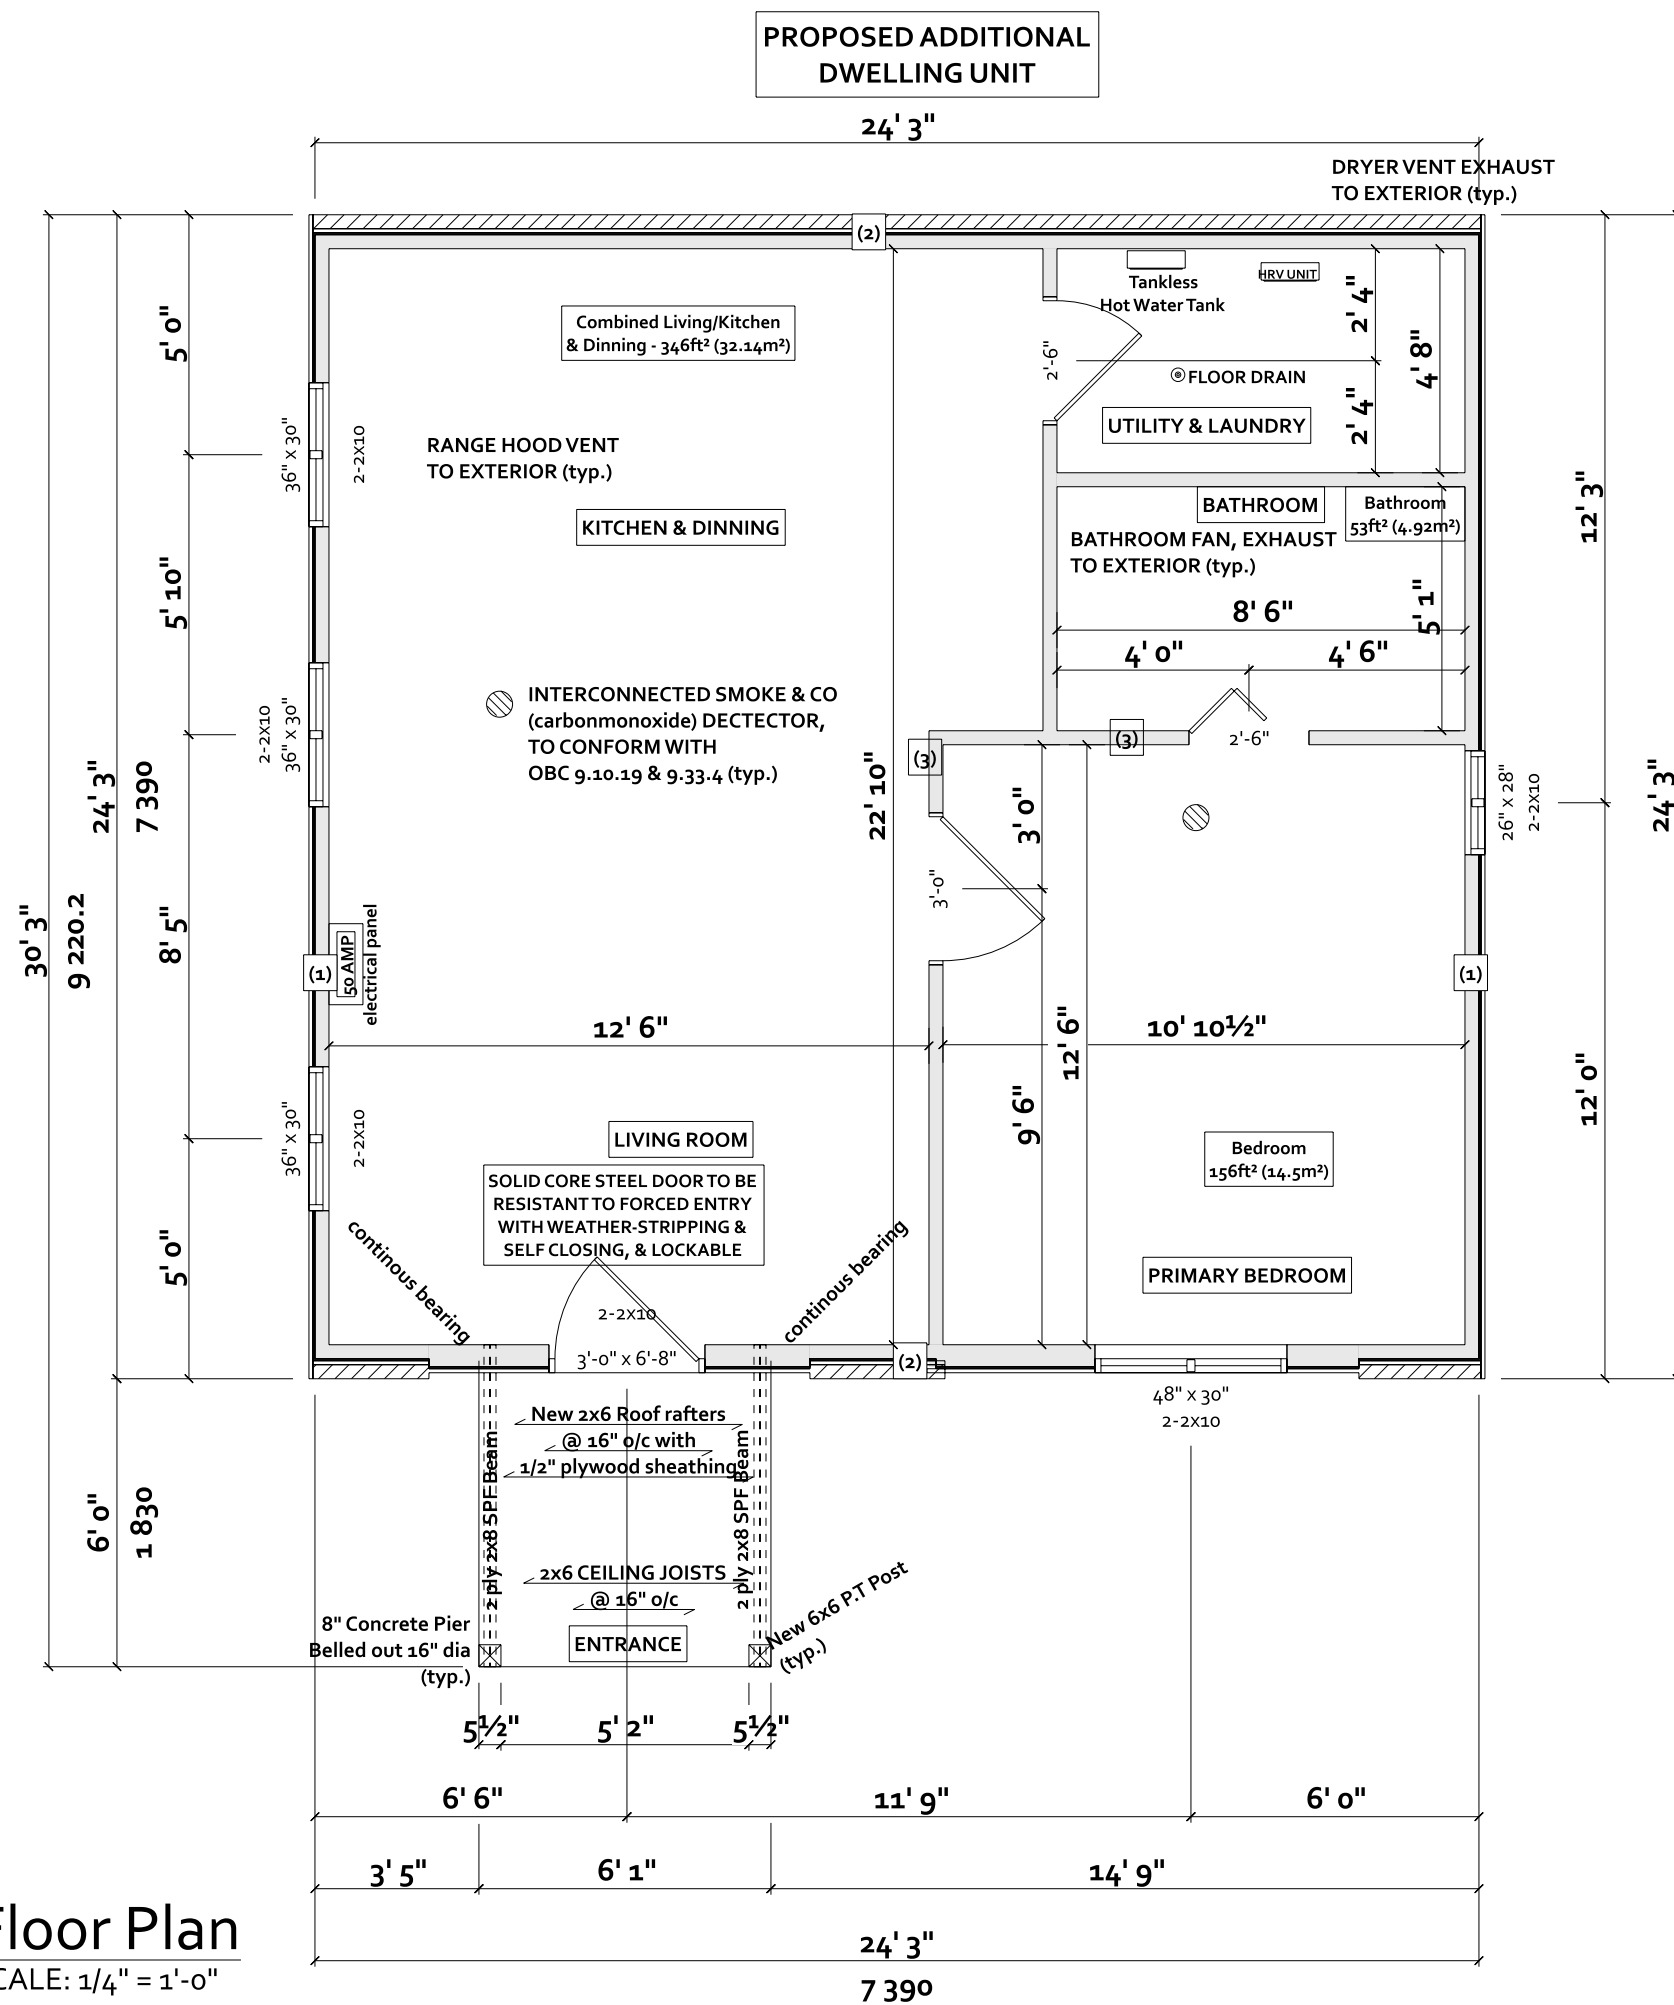 PROPOSED ADDITIONAL
DWELLING UNIT
24' 3"
DRYER VENT EXHAUST
TO EXTERIOR (typ.)
(2)
Tankless
Hot Water Tank
HRV UNIT
Combined Living/Kitchen
& Dinning - 346ft² (32.14m²)
5' 0"
2' 4"
4' 8"
2'-6"
FLOOR DRAIN
2' 4"
UTILITY & LAUNDRY
36" x 30"
2-2x10
RANGE HOOD VENT
TO EXTERIOR (typ.)
KITCHEN & DINNING
BATHROOM
Bathroom
53ft² (4.92m²)
BATHROOM FAN, EXHAUST
TO EXTERIOR (typ.)
12' 3"
5' 10"
8' 6"
5' 1"
4' 0"
4' 6"
INTERCONNECTED SMOKE & CO
(carbonmonoxide) DECTECTOR,
TO CONFORM WITH
OBC 9.10.19 & 9.33.4 (typ.)
2-2x10
36" x 30"
(3)
(3)
2'-6"
24' 3"
7 390
22' 10"
3' 0"
26" x 28"
2-2x10
24' 3"
3'-0"
30' 3"
9 220.2
8' 5"
(1)
50 AMP
electrical panel
(1)
12' 6"
12' 6"
10' 10½"
9' 6"
12' 0"
36" x 30"
2-2x10
LIVING ROOM
Bedroom
156ft² (14.5m²)
SOLID CORE STEEL DOOR TO BE
RESISTANT TO FORCED ENTRY
WITH WEATHER-STRIPPING &
SELF CLOSING, & LOCKABLE
5' 0"
continous bearing
continous bearing
PRIMARY BEDROOM
2-2x10
3'-0" x 6'-8"
(2)
48" x 30"
2-2x10
New 2x6 Roof rafters
@ 16" o/c with
1/2" plywood sheathing
2 ply 2x8 SPF Beam
2 ply 2x8 SPF Beam
6' 0"
1 830
2x6 CEILING JOISTS
@ 16" o/c
ENTRANCE
8" Concrete Pier
Belled out 16" dia
(typ.)
New 6x6 P.T Post
(typ.)
5½"
5' 2"
5½"
6' 6"
11' 9"
6' 0"
3' 5"
6' 1"
14' 9"
Floor Plan
SCALE: 1/4" = 1'-0"
24' 3"
7 390